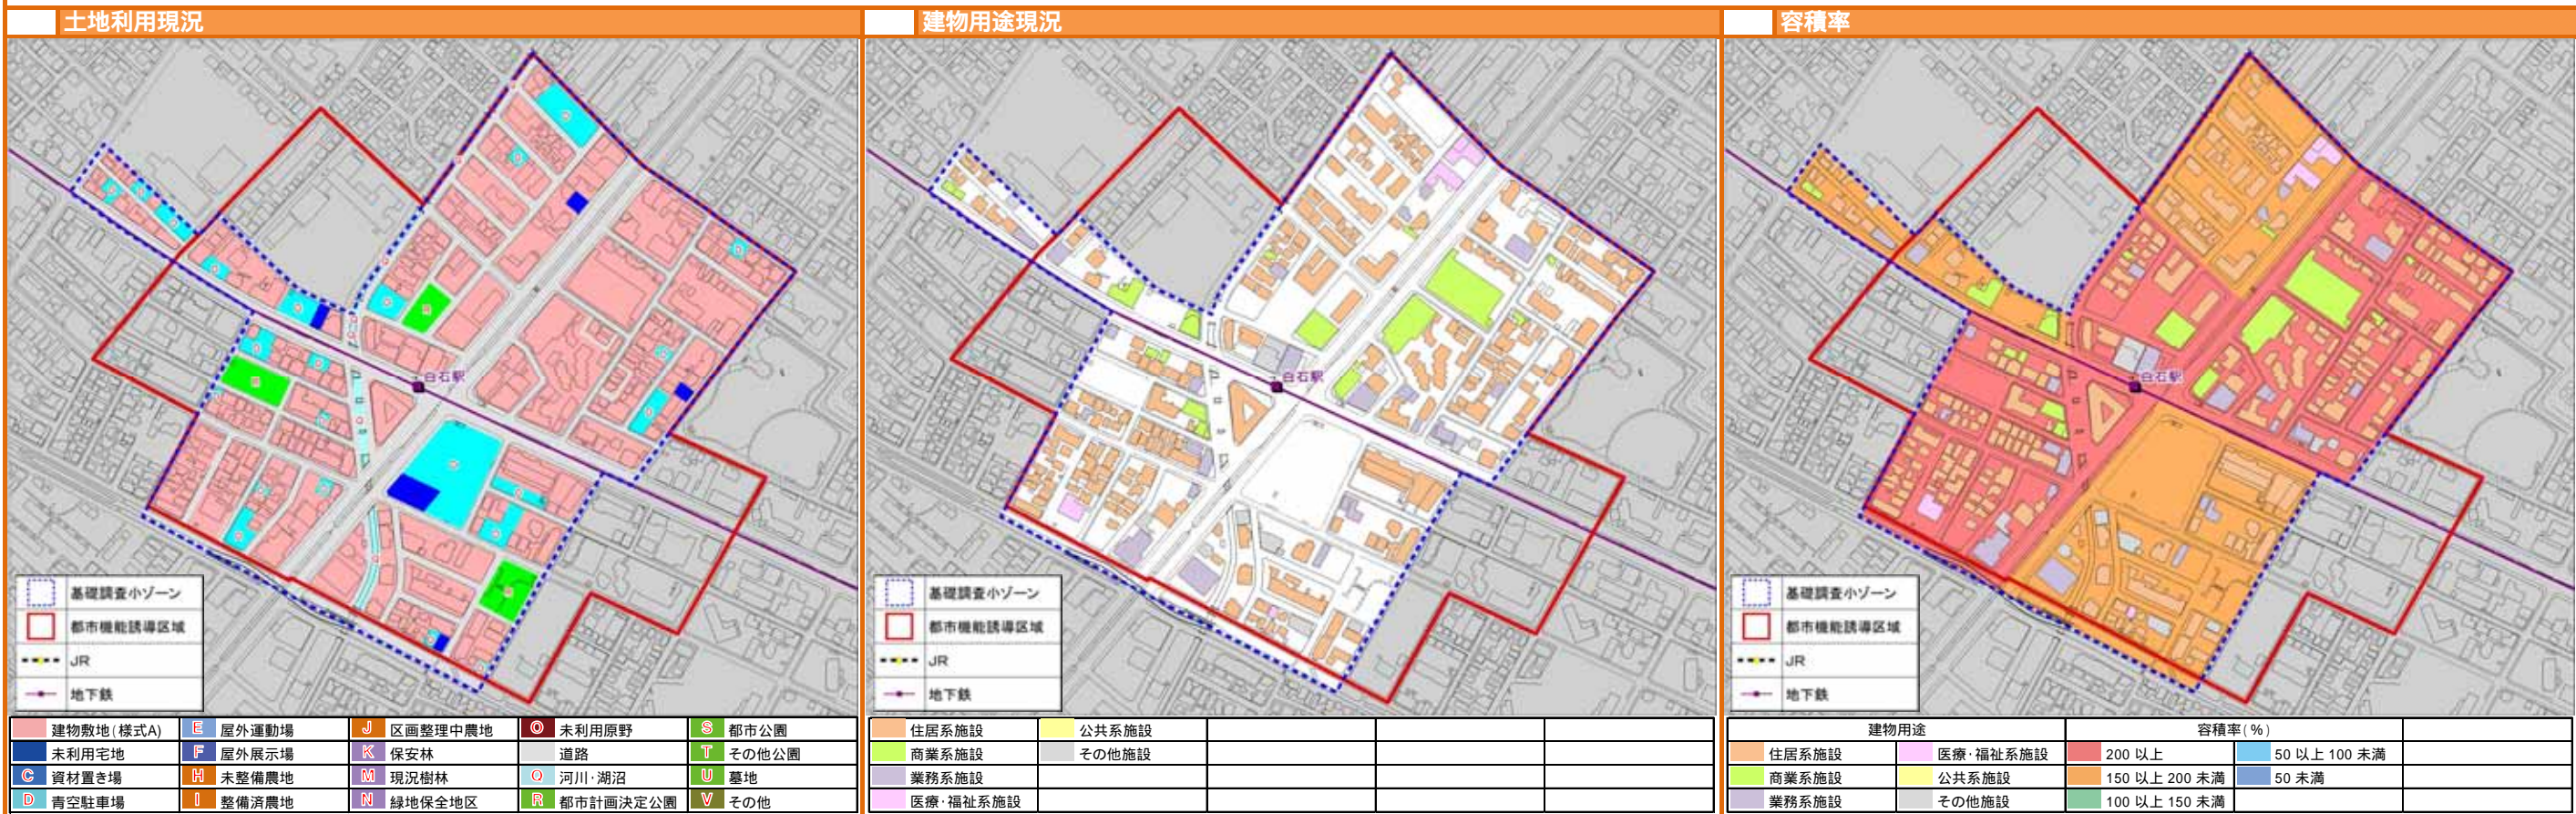 土地利用現況
建物用途現況
容積率
白石駅
白石駅
白石駅
基礎調査小ゾーン
都市機能誘導区域
JR
地下鉄
基礎調査小ゾーン
都市機能誘導区域
JR
地下鉄
基礎調査小ゾーン
都市機能誘導区域
JR
地下鉄
建物敷地(様式A) E 屋外運動場 J 区画整理中農地 O 未利用原野 S 都市公園
未利用宅地 F 屋外展示場 K 保安林 道路 T その他公園
C 資材置き場 H 未整備農地 M 現況樹林 Q 河川・湖沼 U 墓地
D 青空駐車場 I 整備済農地 N 緑地保全地区 R 都市計画決定公園 V その他
住居系施設 公共系施設
商業系施設 その他施設
業務系施設
医療・福祉系施設
建物用途 容積率(%)
住居系施設 医療・福祉系施設 200 以上 50 以上 100 未満
商業系施設 公共系施設 150 以上 200 未満 50 未満
業務系施設 その他施設 100 以上 150 未満